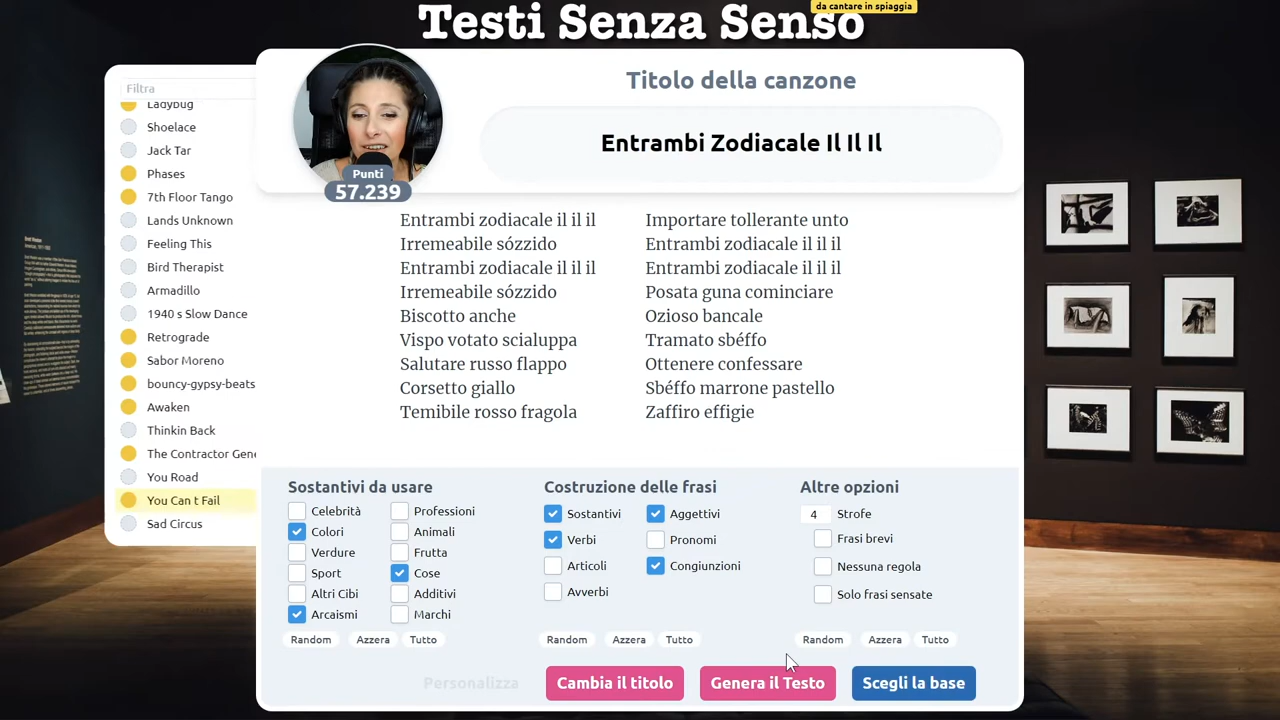 da cantare in spiaggia
Testi Senza Senso
Filtra
Ladybug
Shoelace
Jack Tar
Phases
7th Floor Tango
Lands Unknown
Feeling This
Bird Therapist
Armadillo
1940 s Slow Dance
Retrograde
Sabor Moreno
bouncy-gypsy-beats
Awaken
Thinkin Back
The Contractor Gene
You Road
You Can t Fail
Sad Circus
Punti
57.239
Titolo della canzone
Entrambi Zodiacale Il Il Il
Entrambi zodiacale il il il
Irremeabile sózzido
Entrambi zodiacale il il il
Irremeabile sózzido
Biscotto anche
Vispo votato scialuppa
Salutare russo flappo
Corsetto giallo
Temibile rosso fragola
Importare tollerante unto
Entrambi zodiacale il il il
Entrambi zodiacale il il il
Posata guna cominciare
Ozioso bancale
Tramato sbéffo
Ottenere confessare
Sbéffo marrone pastello
Zaffiro effigie
Sostantivi da usare
Celebrità
Professioni
Colori
Animali
Verdure
Frutta
Sport
Cose
Altri Cibi
Additivi
Arcaismi
Marchi
Random
Azzera
Tutto
Costruzione delle frasi
Sostantivi
Aggettivi
Verbi
Pronomi
Articoli
Congiunzioni
Avverbi
Random
Azzera
Tutto
Altre opzioni
4 Strofe
Frasi brevi
Nessuna regola
Solo frasi sensate
Random
Azzera
Tutto
Personalizza
Cambia il titolo
Genera il Testo
Scegli la base